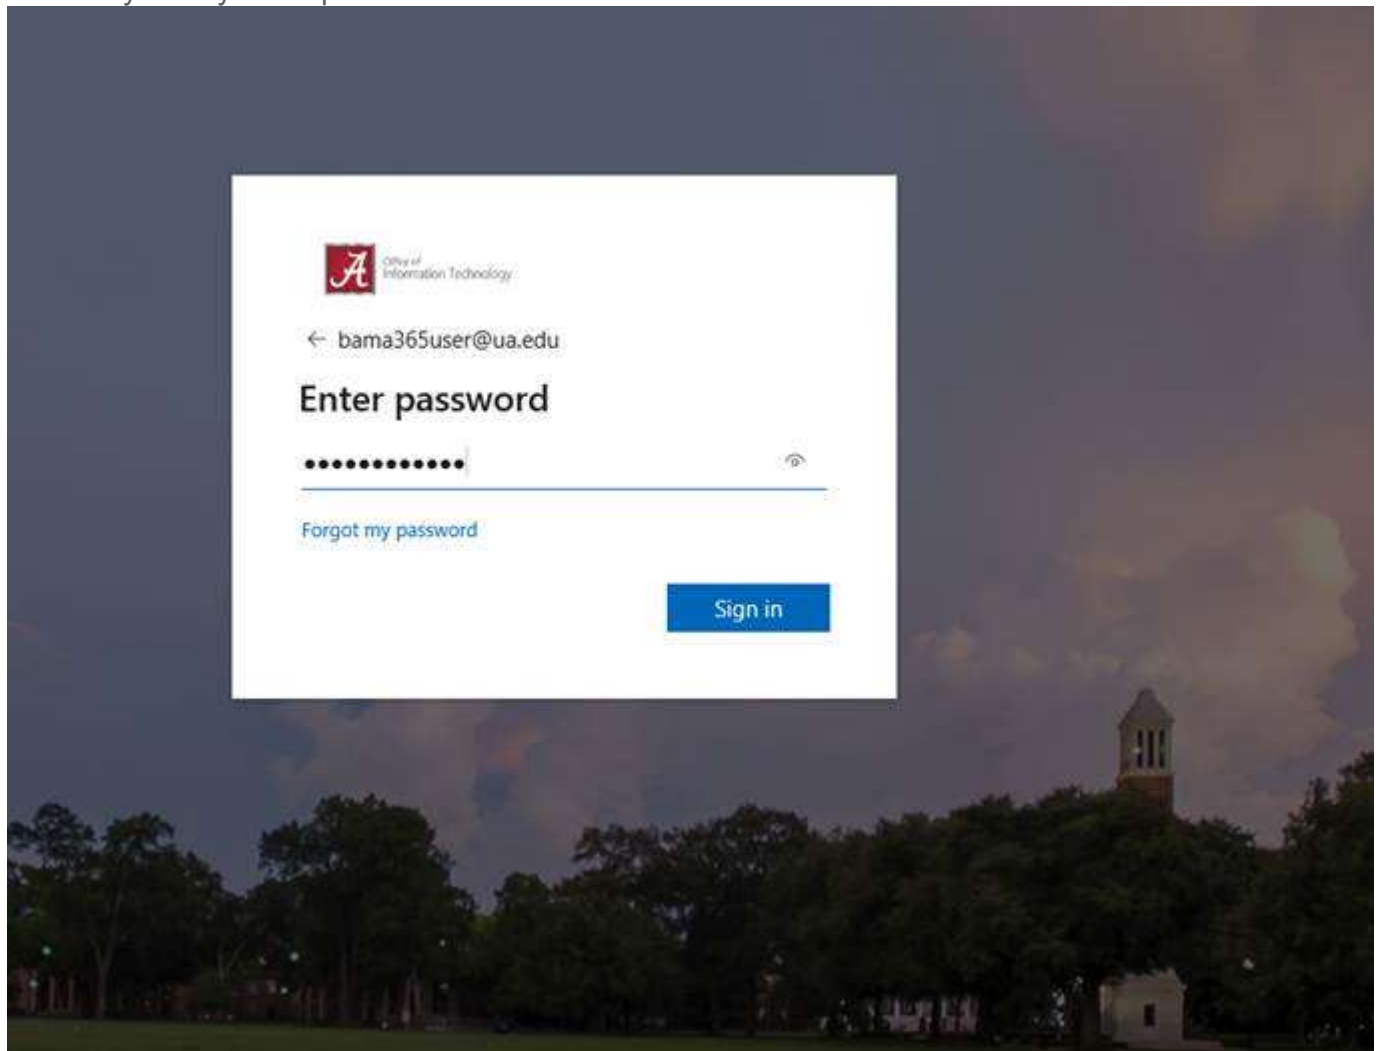 Office of
Information Technology
← bama365user@ua.edu
Enter password
••••••••••••
Forgot my password
Sign in